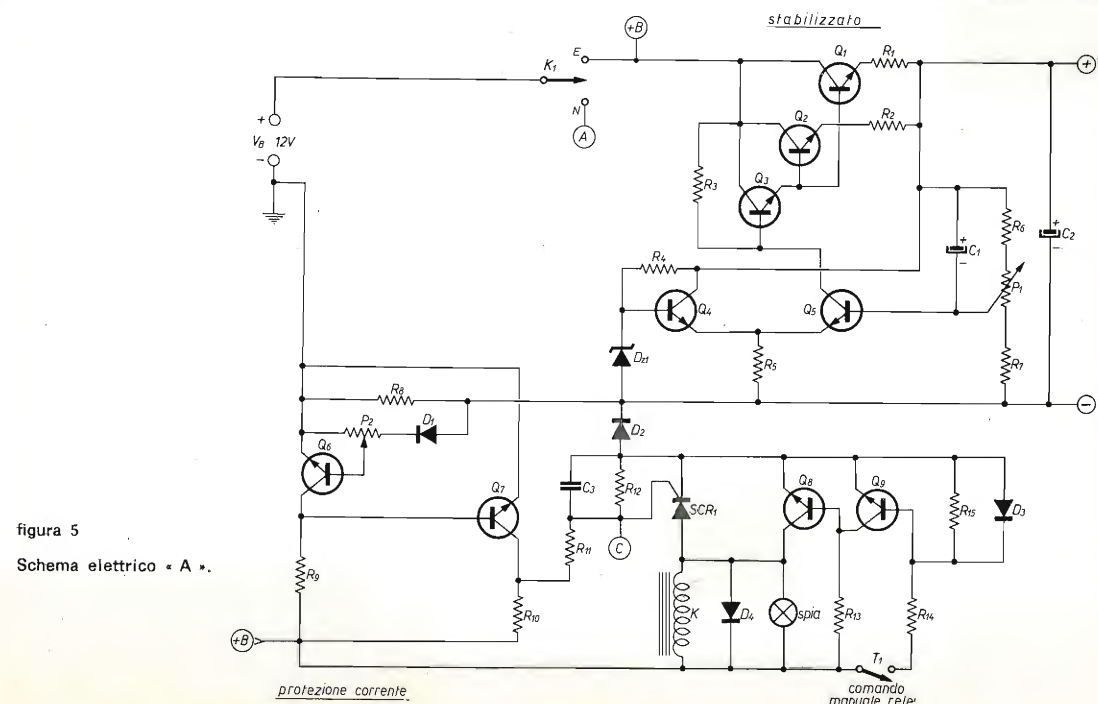 stabilizzato
+B
E
K1
N
A
Q1
R1
+
+
VB 12V
-
Q2
R2
Q3
R3
R4
Q4
Q5
+
C1
-
R6
P1
+
C2
-
Dz1
R5
R7
R8
-
P2
D1
D2
Q6
Q7
C3
R12
SCR1
Q8
Q9
R15
D3
figura 5
Schema elettrico « A ».
R11
C
R9
R10
K
D4
spia
R13
R14
+B
T1
protezione corrente
comando
manuale relè